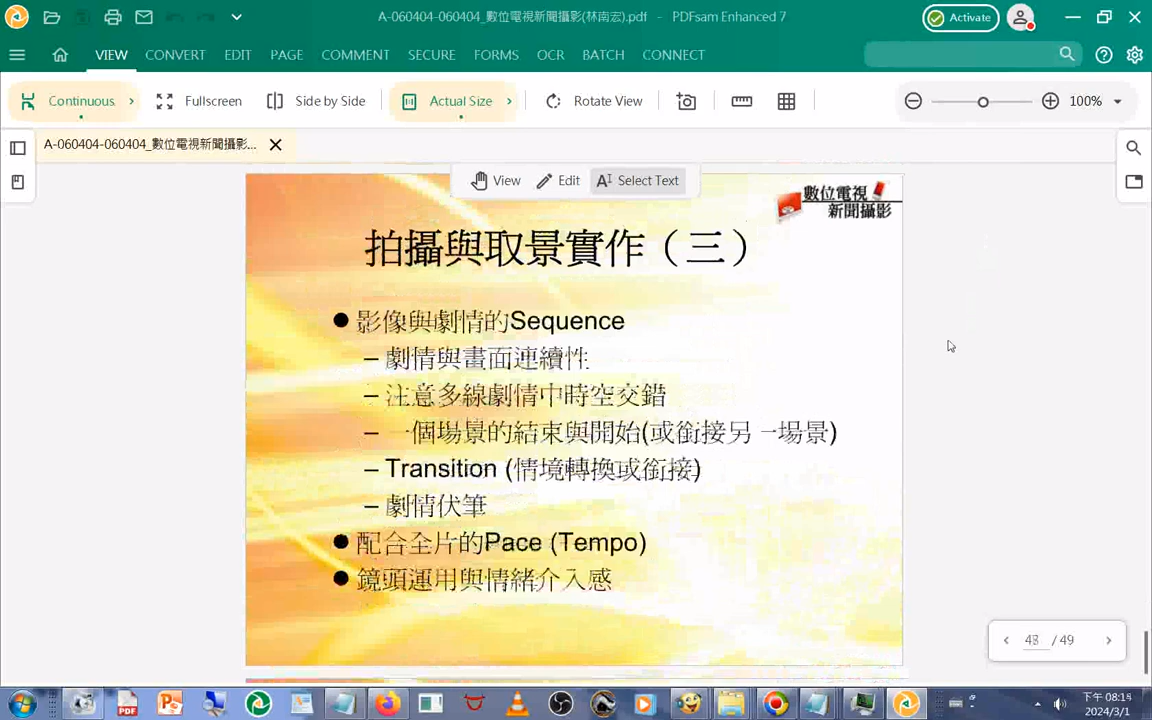 A-060404-060404_數位電視新聞攝影(林南宏).pdf - PDFsam Enhanced 7
Activate
VIEW CONVERT EDIT PAGE COMMENT SECURE FORMS OCR BATCH CONNECT
Continuous Fullscreen Side by Side Actual Size Rotate View 100%
A-060404-060404_數位電視新聞攝影...
View Edit Select Text
數位電視
新聞攝影
拍攝與取景實作（三）
● 影像與劇情的Sequence
– 劇情與畫面連續性
– 注意多線劇情中時空交錯
– 一個場景的結束與開始(或銜接另一場景)
– Transition (情境轉換或銜接)
– 劇情伏筆
● 配合全片的Pace (Tempo)
● 鏡頭運用與情緒介入感
/ 49
PDF
2024/3/1